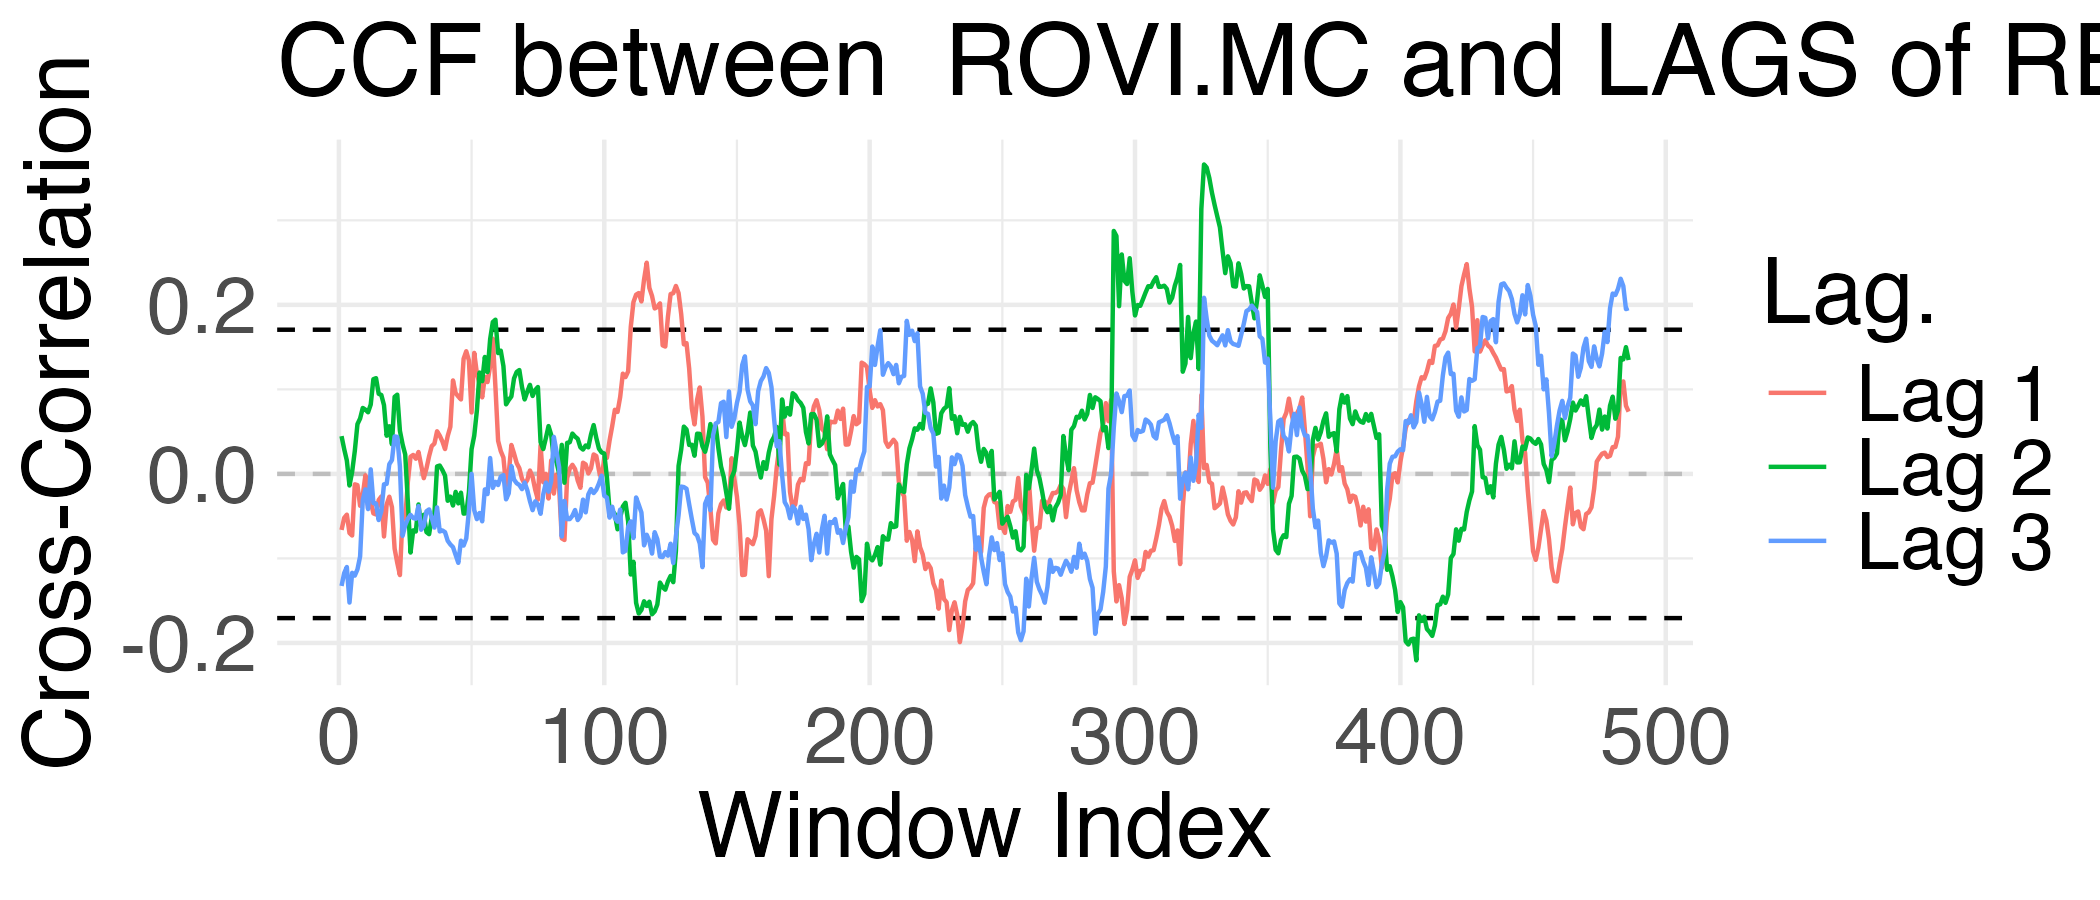 CCF between  ROVI.MC and LAGS of
Cross-Correlation
0.2
0.0
-0.2
0
100
200
300
400
500
Window Index
Lag.
Lag 1
Lag 2
Lag 3